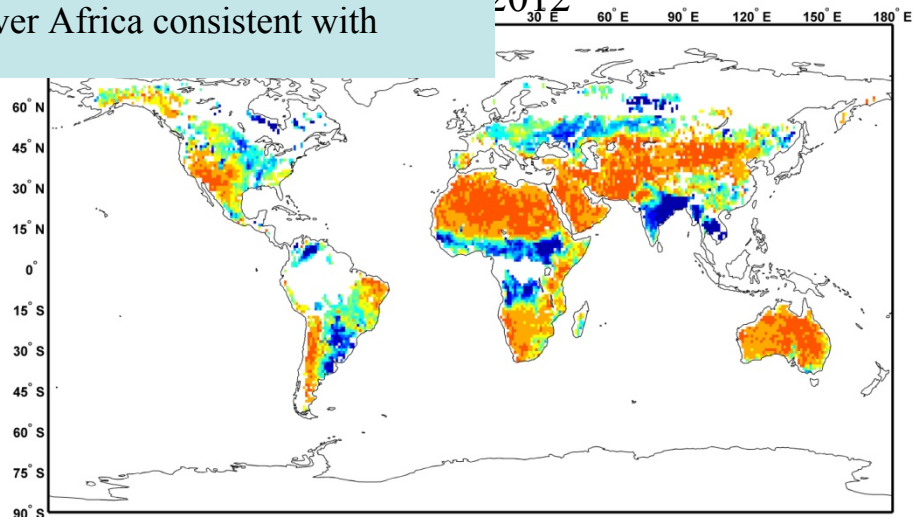 ver Africa consistent with
2012
30° E 60° E 90° E 120° E 150° E 180° E
60° N
45° N
30° N
15° N
0°
15° S
30° S
45° S
60° S
75° S
90° S